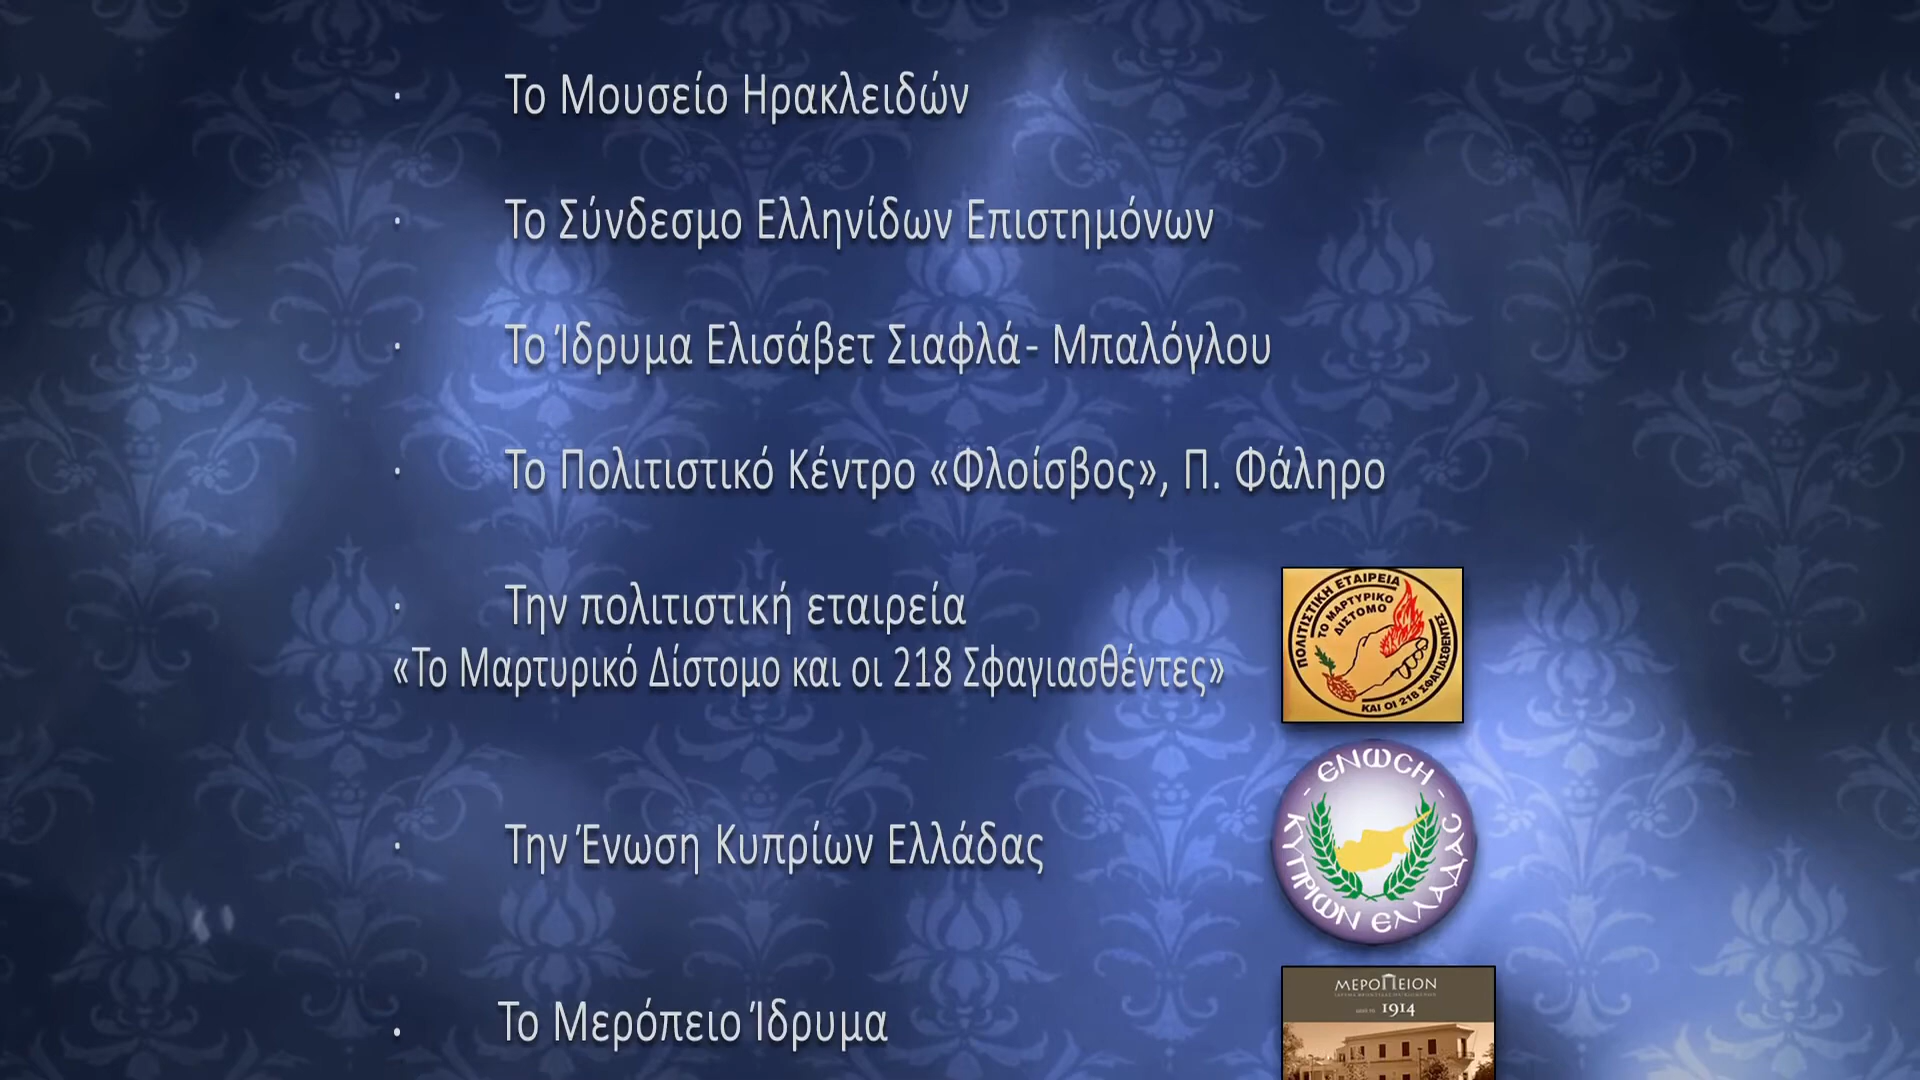 · Το Μουσείο Ηρακλειδών
· Το Σύνδεσμο Ελληνίδων Επιστημόνων
· Το Ίδρυμα Ελισάβετ Σιαφλά- Μπαλόγλου
· Το Πολιτιστικό Κέντρο «Φλοίσβος», Π. Φάληρο
· Την πολιτιστική εταιρεία
«Το Μαρτυρικό Δίστομο και οι 218 Σφαγιασθέντες»
ΠΟΛΙΤΙΣΤΙΚΗ ΕΤΑΙΡΕΙΑ
ΤΟ ΜΑΡΤΥΡΙΚΟ
ΔΙΣΤΟΜΟ
ΚΑΙ ΟΙ 218 ΣΦΑΓΙΑΣΘΕΝΤΕΣ
· Την Ένωση Κυπρίων Ελλάδας
- ΕΝΩCΗ -
ΚΥΠΡΙΩΝ ΕΛΛΑΔΑC
· Το Μερόπειο Ίδρυμα
ΜΕΡΟΠΕΙΟΝ
1914